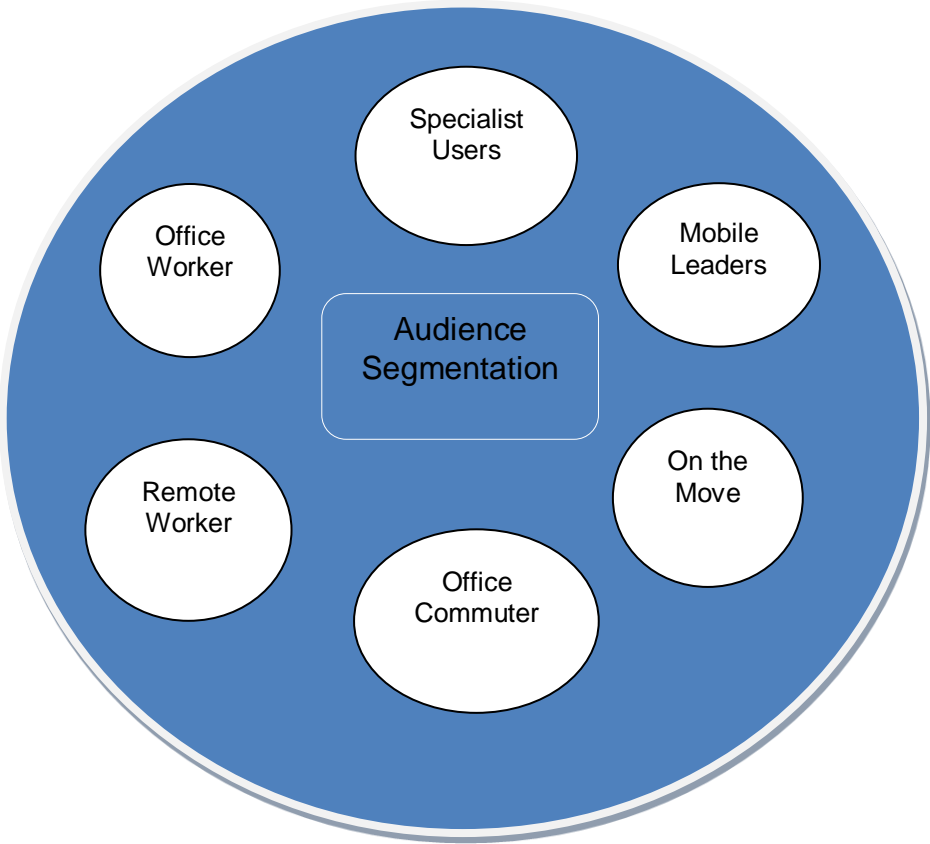 Specialist
Users
Office
Worker
Mobile
Leaders
Audience
Segmentation
On the
Move
Remote
Worker
Office
Commuter